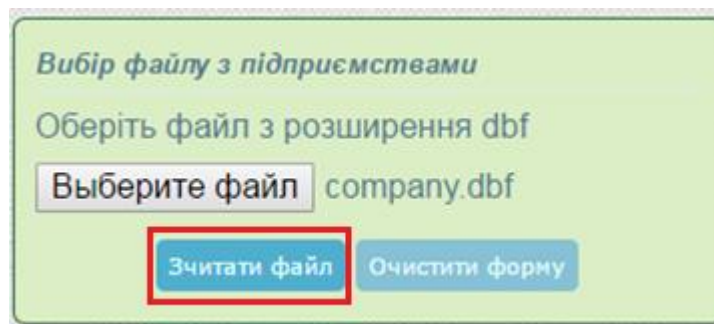 Вибір файлу з підприємствами
Оберіть файл з розширення dbf
Выберите файл company.dbf
Зчитати файл Очистити форму